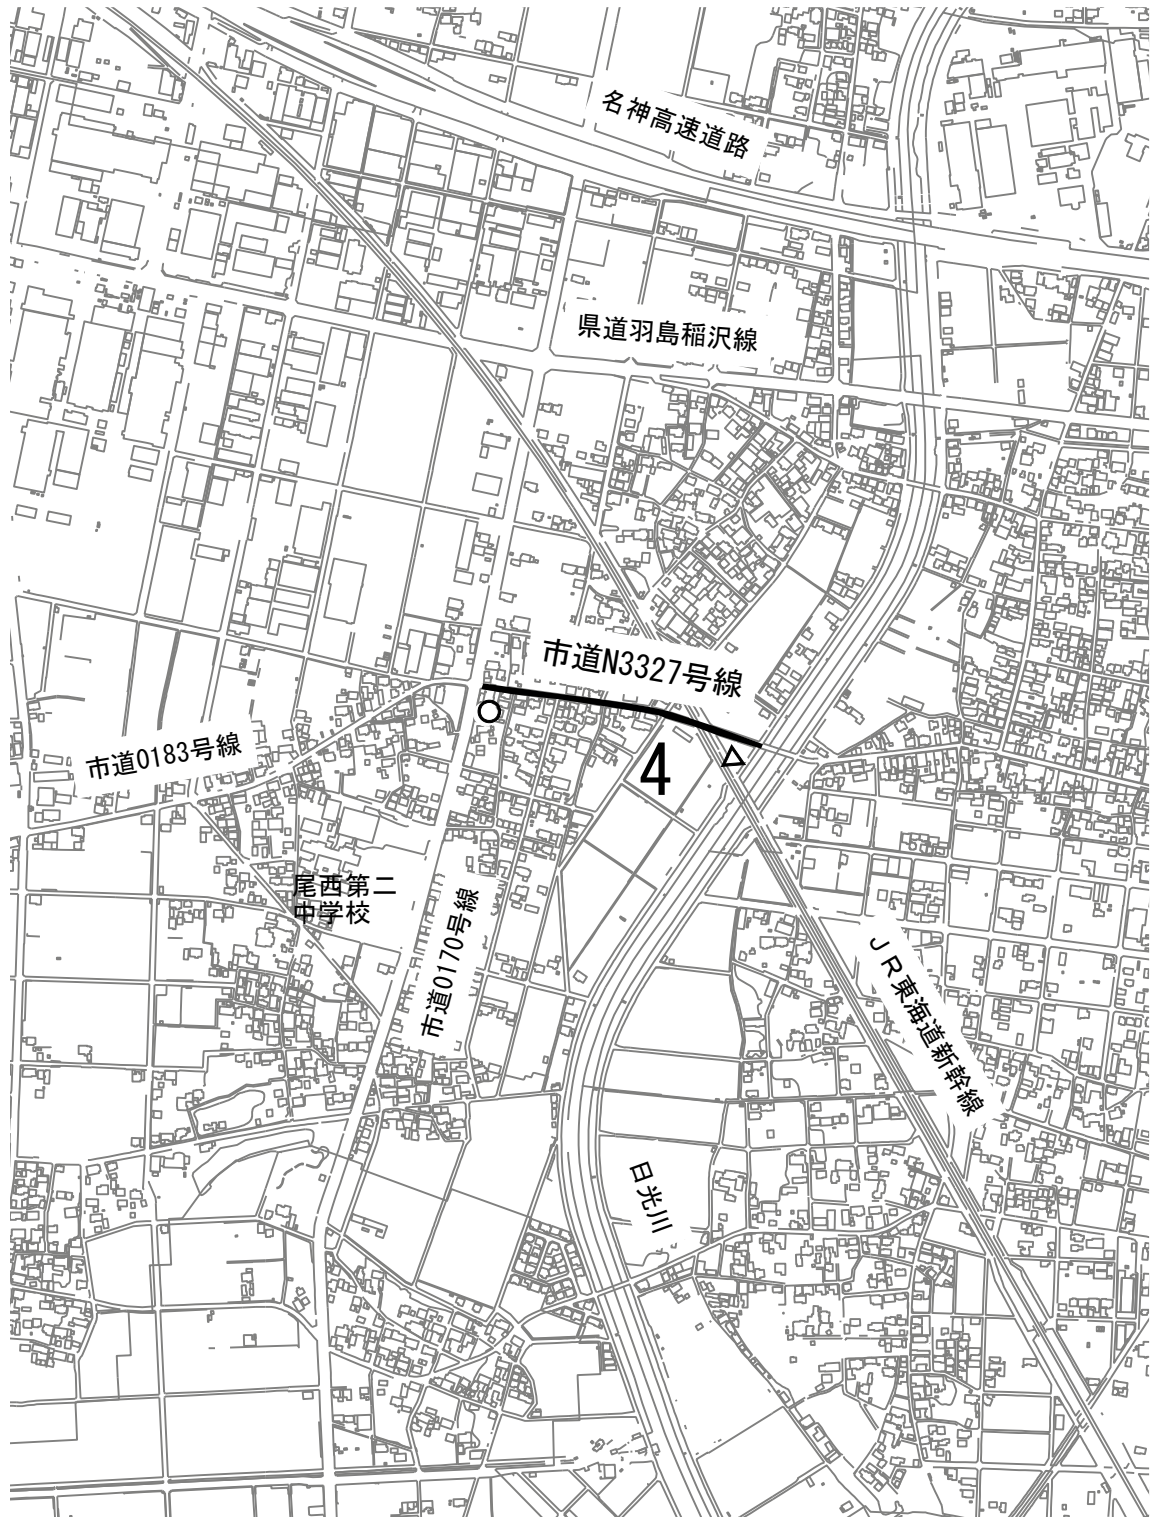 名神高速道路
県道羽島稲沢線
市道N3327号線
市道0183号線
4
尾西第二
中学校
市道0170号線
ＪＲ東海道新幹線
日光川